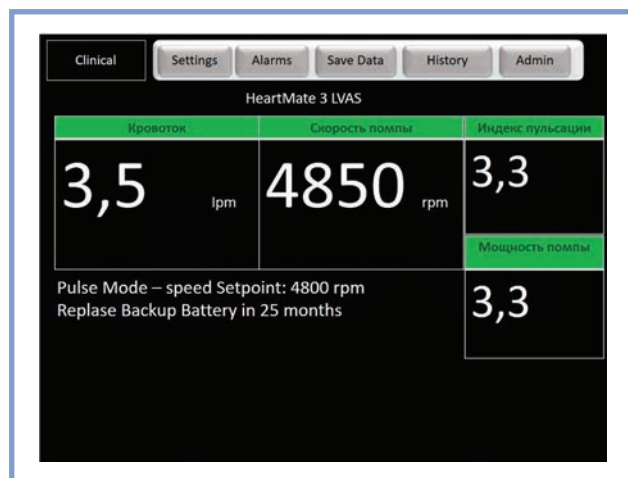 Clinical Settings Alarms Save Data History Admin
HeartMate 3 LVAS
Кровоток Скорость помпы Индекс пульсации
3,5 lpm 4850 rpm 3,3
Мощность помпы
3,3
Pulse Mode – speed Setpoint: 4800 rpm
Replase Backup Battery in 25 months